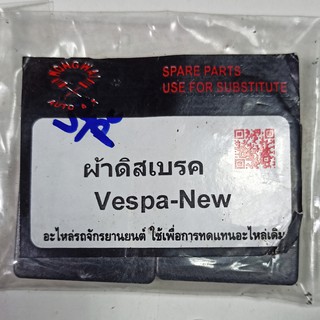 SPARE PARTS
USE FOR SUBSTITUTE
AUTO
ผ้าดิสเบรค
Vespa-New
อะไหล่รถจักรยานยนต์ ใช้เพื่อการทดแทนอะไหล่เดิม